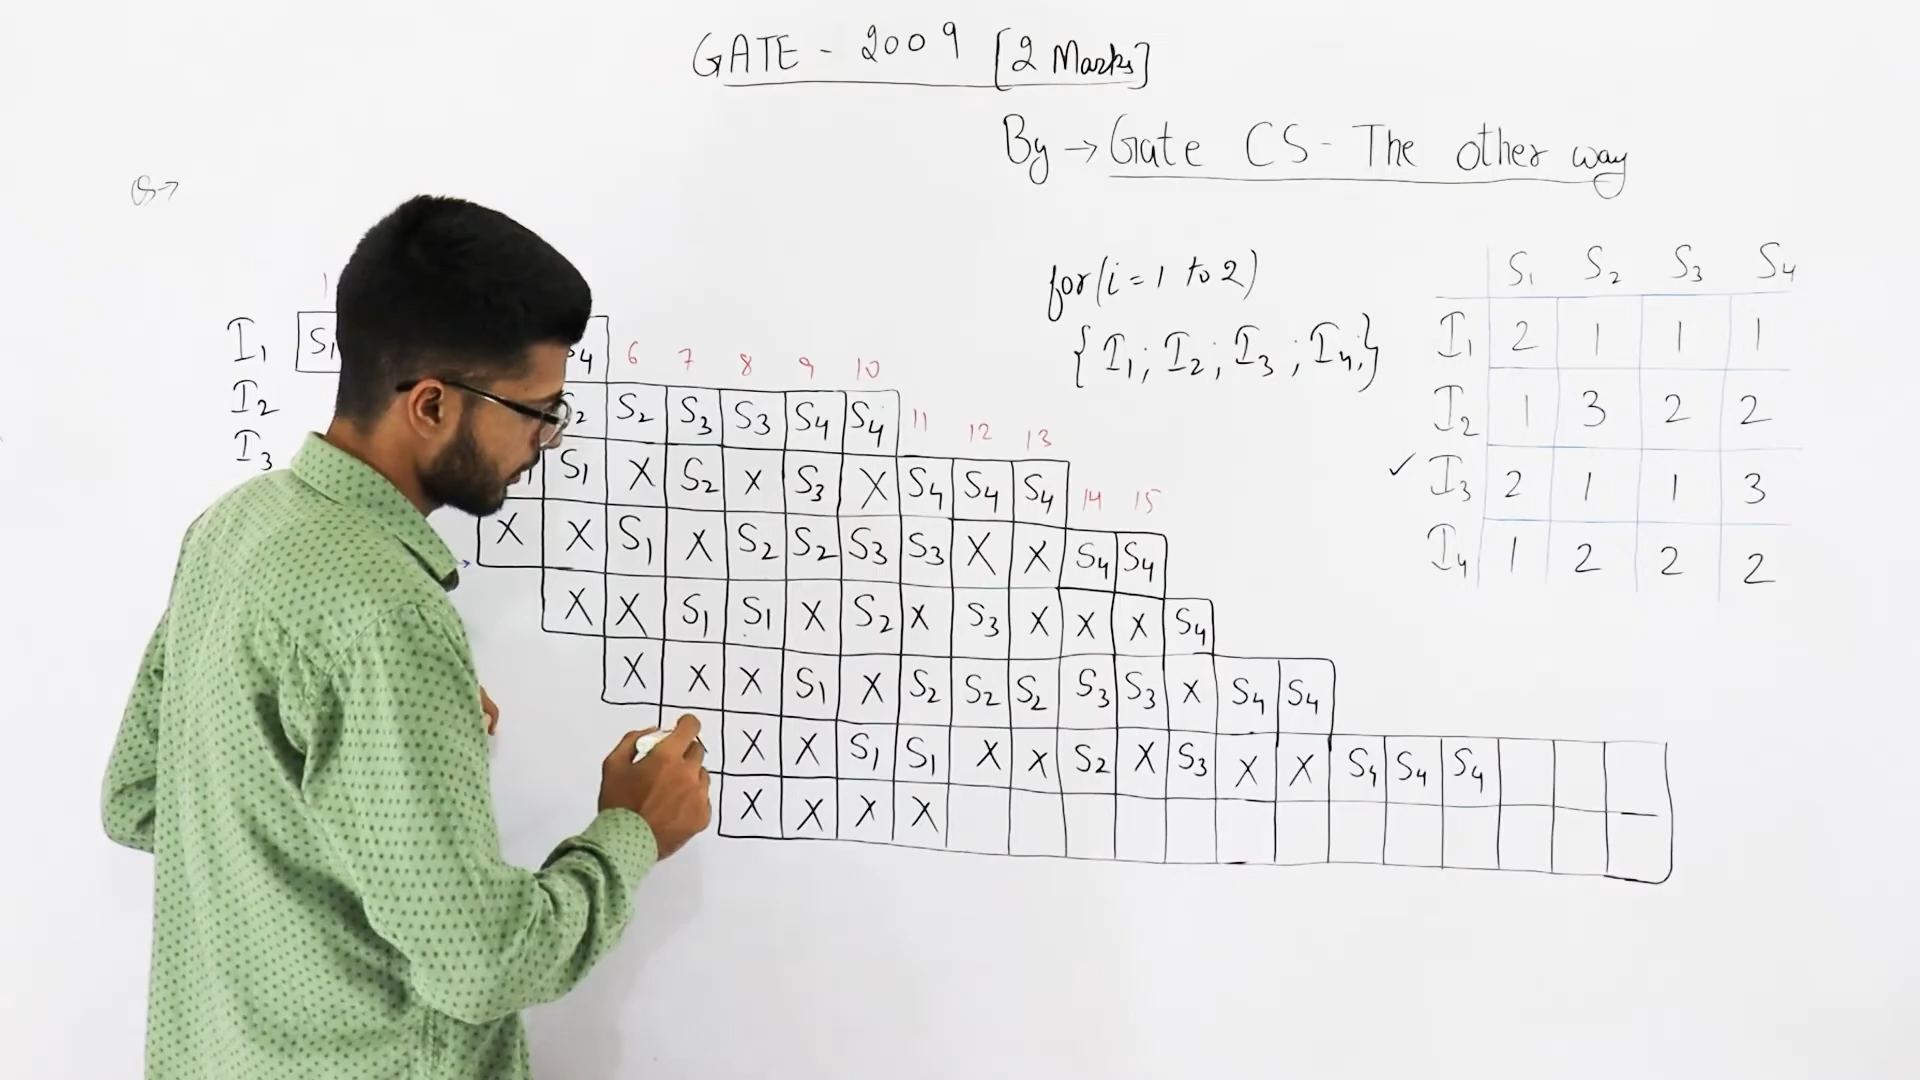 GATE - 2009 [2 Marks]
By → Gate CS - The other way
Q→
for(i = 1 to 2)
{ I1; I2; I3; I4; }
S1 S2 S3 S4
I1 2 1 1 1
I2 1 3 2 2
✓ I3 2 1 1 3
I4 1 2 2 2
1
I1 S1 S4 6 7 8 9 10
I2 S2 S2 S3 S3 S4 S4 11 12 13
I3 S1 X S2 X S3 X S4 S4 S4 14 15
X X S1 X S2 S2 S3 S3 X X S4 S4
X X S1 S1 X S2 X S3 X X X S4
X X X S1 X S2 S2 S2 S3 S3 X S4 S4
X X S1 S1 X X S2 X S3 X X S4 S4 S4
X X X X